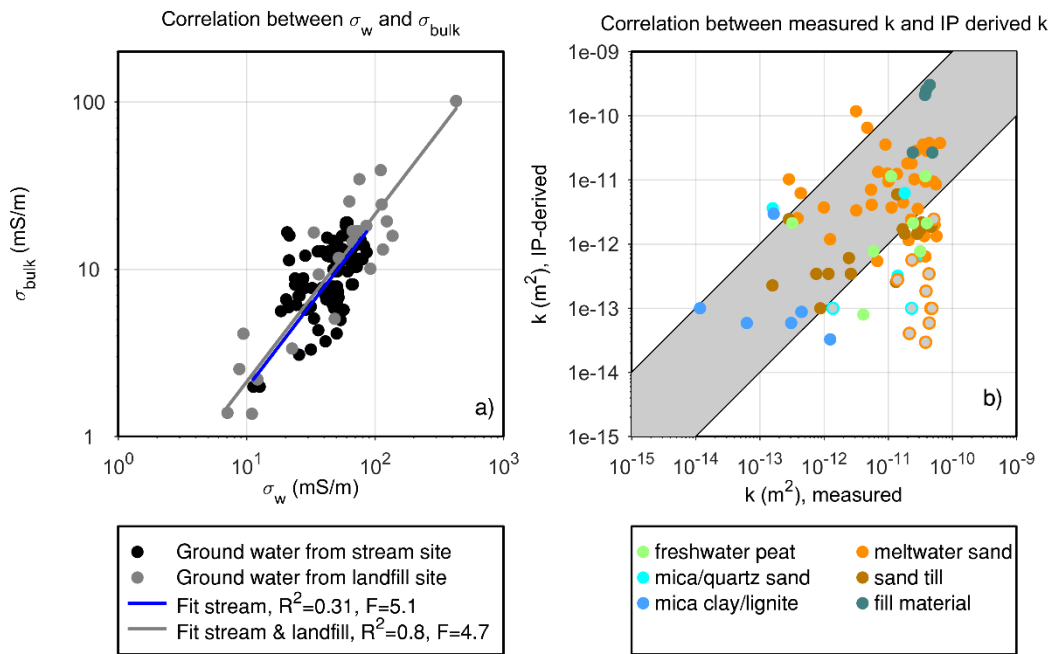 Correlation between σw and σbulk
100
10
1
10^0
10^1
10^2
10^3
σbulk (mS/m)
σw (mS/m)
a)
Ground water from stream site
Ground water from landfill site
Fit stream, R²=0.31, F=5.1
Fit stream & landfill, R²=0.8, F=4.7
Correlation between measured k and IP derived k
1e-09
1e-10
1e-11
1e-12
1e-13
1e-14
1e-15
10^-15
10^-14
10^-13
10^-12
10^-11
10^-10
10^-9
k (m²), IP-derived
k (m²), measured
b)
freshwater peat
mica/quartz sand
mica clay/lignite
meltwater sand
sand till
fill material